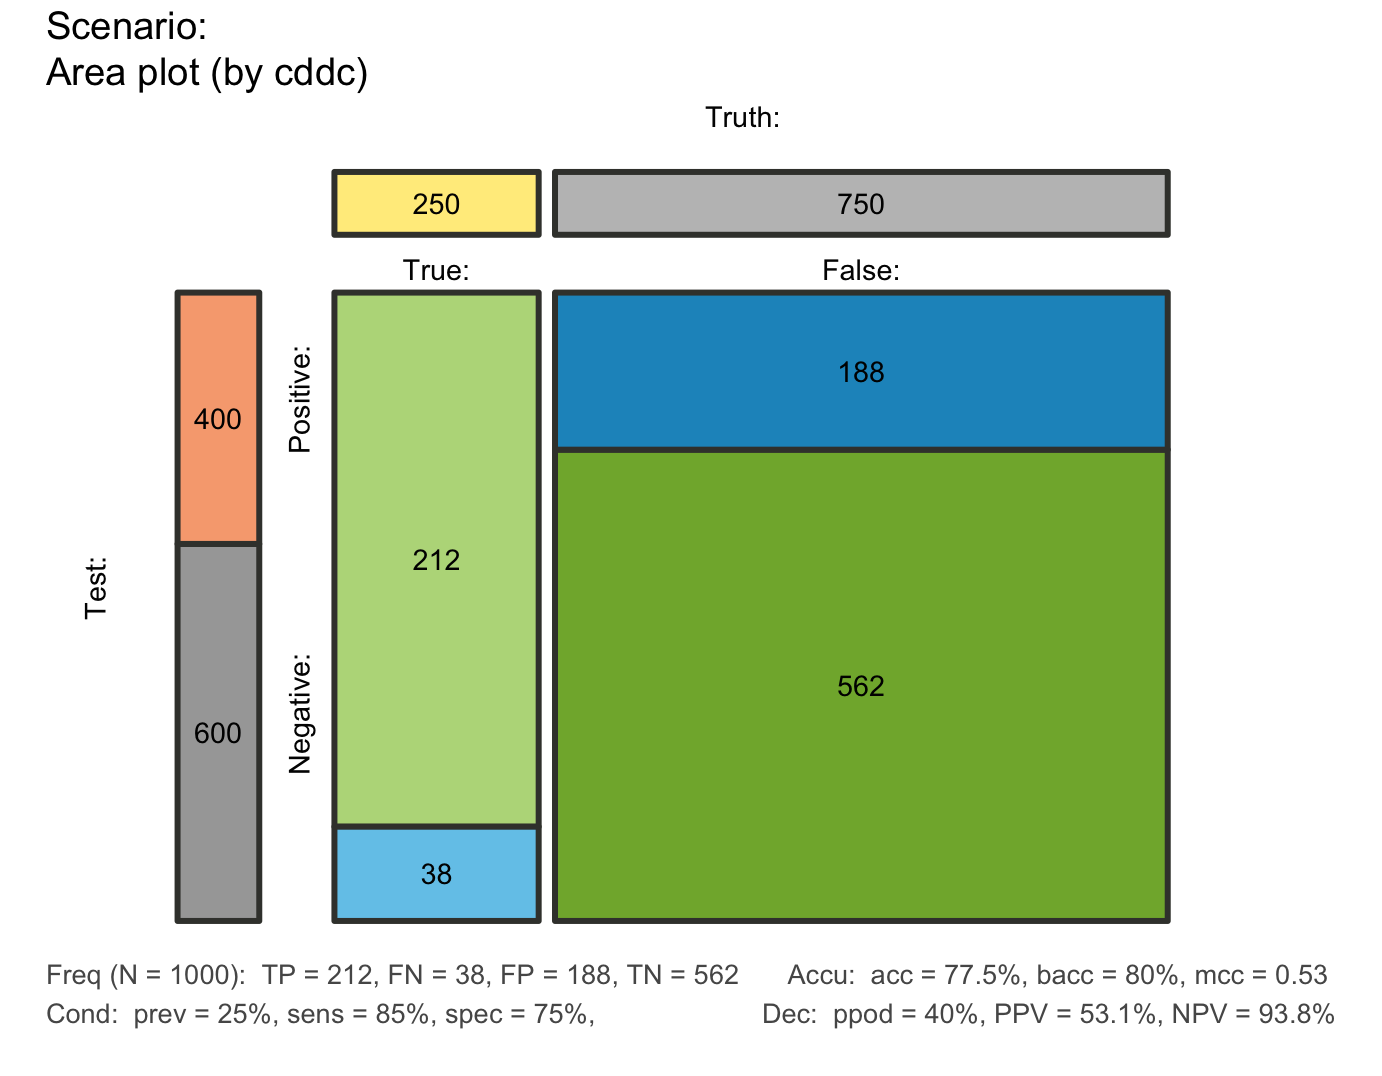 Scenario:
Area plot (by cddc)
Truth:
250
750
True:
False:
Test:
400
600
Positive:
Negative:
212
188
562
38
Freq (N = 1000):  TP = 212, FN = 38, FP = 188, TN = 562
Accu:  acc = 77.5%, bacc = 80%, mcc = 0.53
Cond:  prev = 25%, sens = 85%, spec = 75%,
Dec:  ppod = 40%, PPV = 53.1%, NPV = 93.8%